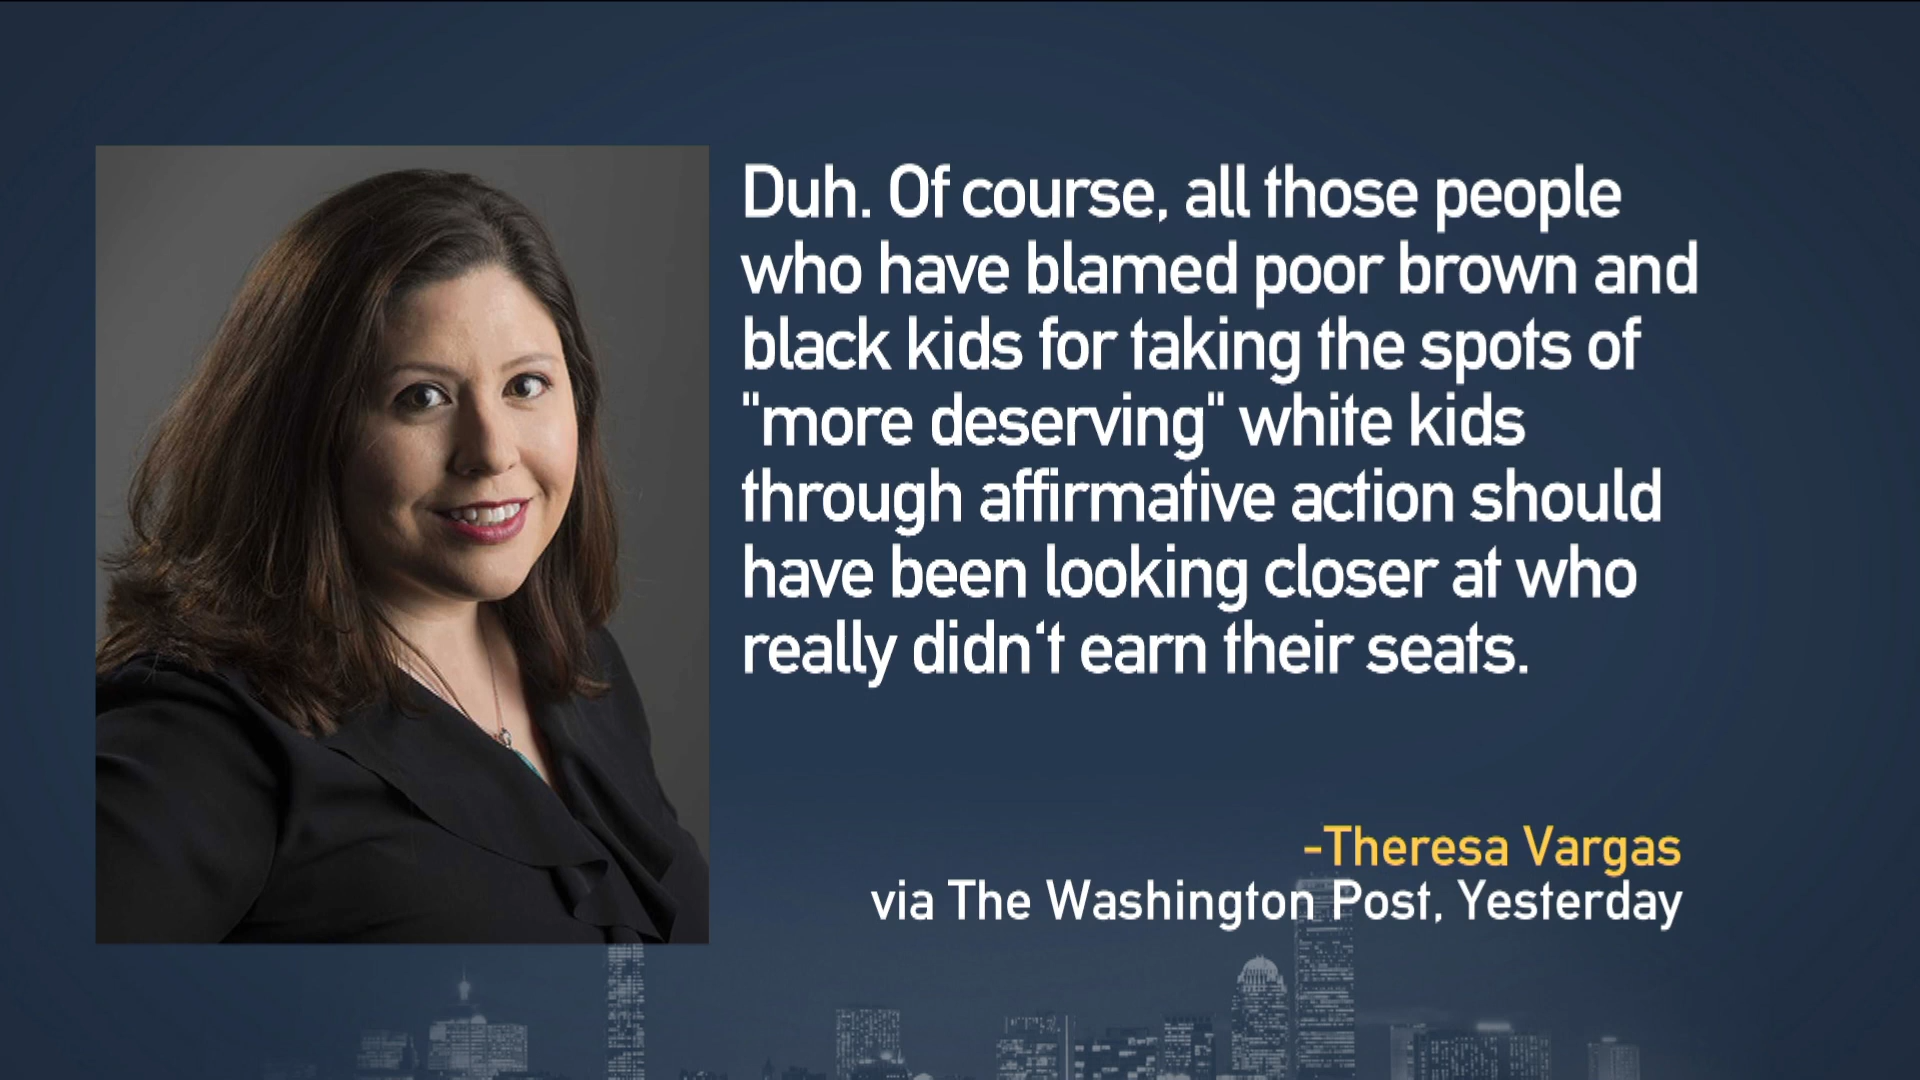 Duh. Of course, all those people
who have blamed poor brown and
black kids for taking the spots of
"more deserving" white kids
through affirmative action should
have been looking closer at who
really didn‘t earn their seats.
-Theresa Vargas
via The Washington Post, Yesterday